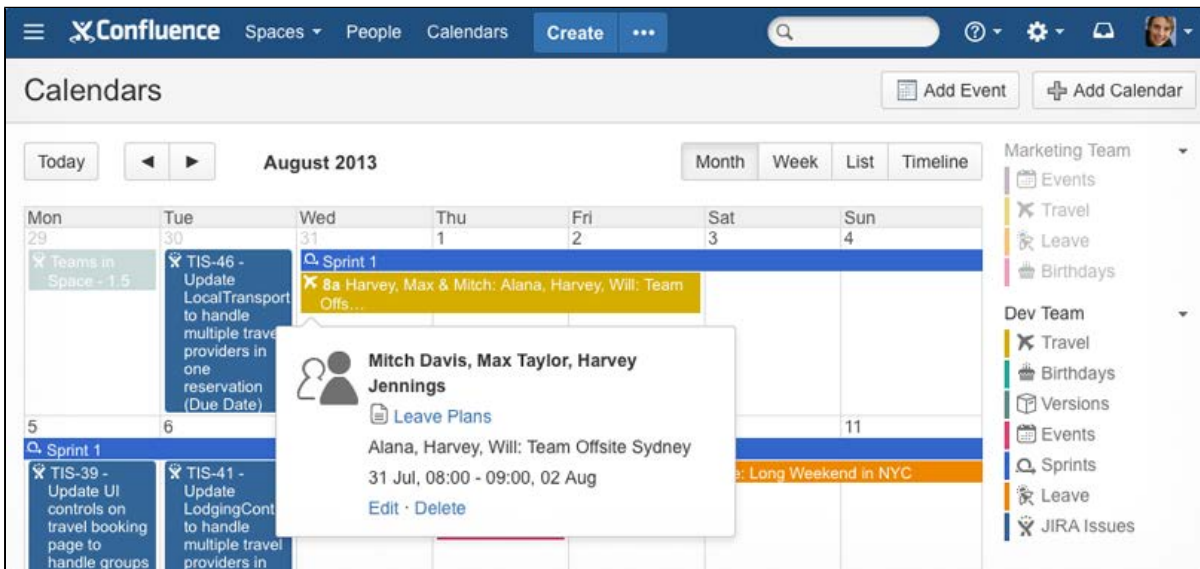 Confluence Spaces People Calendars Create •••
Calendars
Add Event
Add Calendar
Today
August 2013
Month Week List Timeline
Mon Tue Wed Thu Fri Sat Sun
29 30 31 1 2 3 4
Teams in
Space - 1.5
TIS-46 -
Update
LocalTransport
to handle
multiple trave
providers in
one
reservation
(Due Date)
Sprint 1
8a Harvey, Max & Mitch: Alana, Harvey, Will: Team
Offs…
Mitch Davis, Max Taylor, Harvey
Jennings
Leave Plans
Alana, Harvey, Will: Team Offsite Sydney
31 Jul, 08:00 - 09:00, 02 Aug
Edit · Delete
5 6 11
Sprint 1
TIS-39 -
Update UI
controls on
travel booking
page to
handle groups
TIS-41 -
Update
LodgingCont
to handle
multiple travel
providers in
e: Long Weekend in NYC
Marketing Team
Events
Travel
Leave
Birthdays
Dev Team
Travel
Birthdays
Versions
Events
Sprints
Leave
JIRA Issues